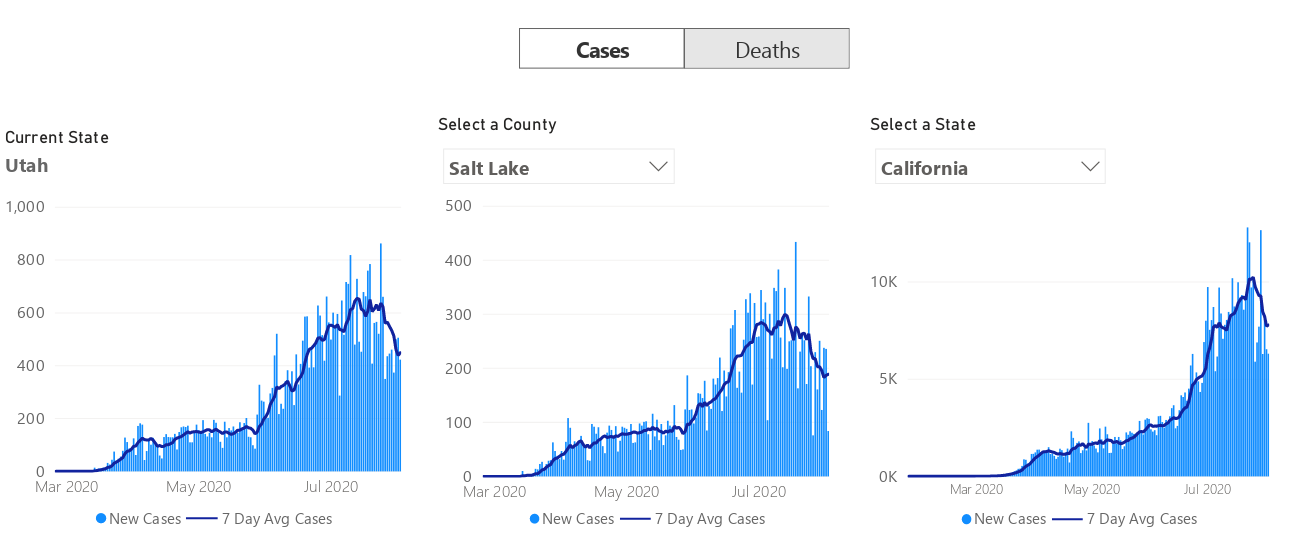 Cases Deaths
Current State
Utah
1,000
800
600
400
200
0
Mar 2020 May 2020 Jul 2020
New Cases 7 Day Avg Cases
Select a County
Salt Lake
500
400
300
200
100
0
Mar 2020 May 2020 Jul 2020
New Cases 7 Day Avg Cases
Select a State
California
10K
5K
0K
Mar 2020 May 2020 Jul 2020
New Cases 7 Day Avg Cases